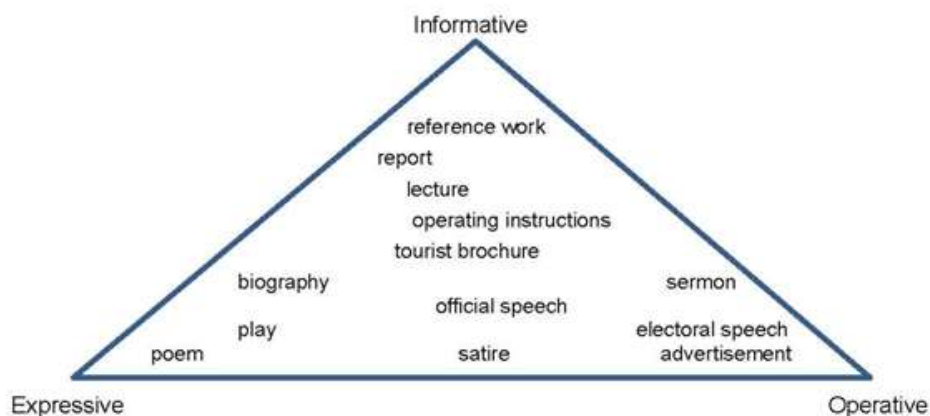 Informative
reference work
report
lecture
operating instructions
tourist brochure
biography sermon
official speech
play electoral speech
poem satire advertisement
Expressive Operative